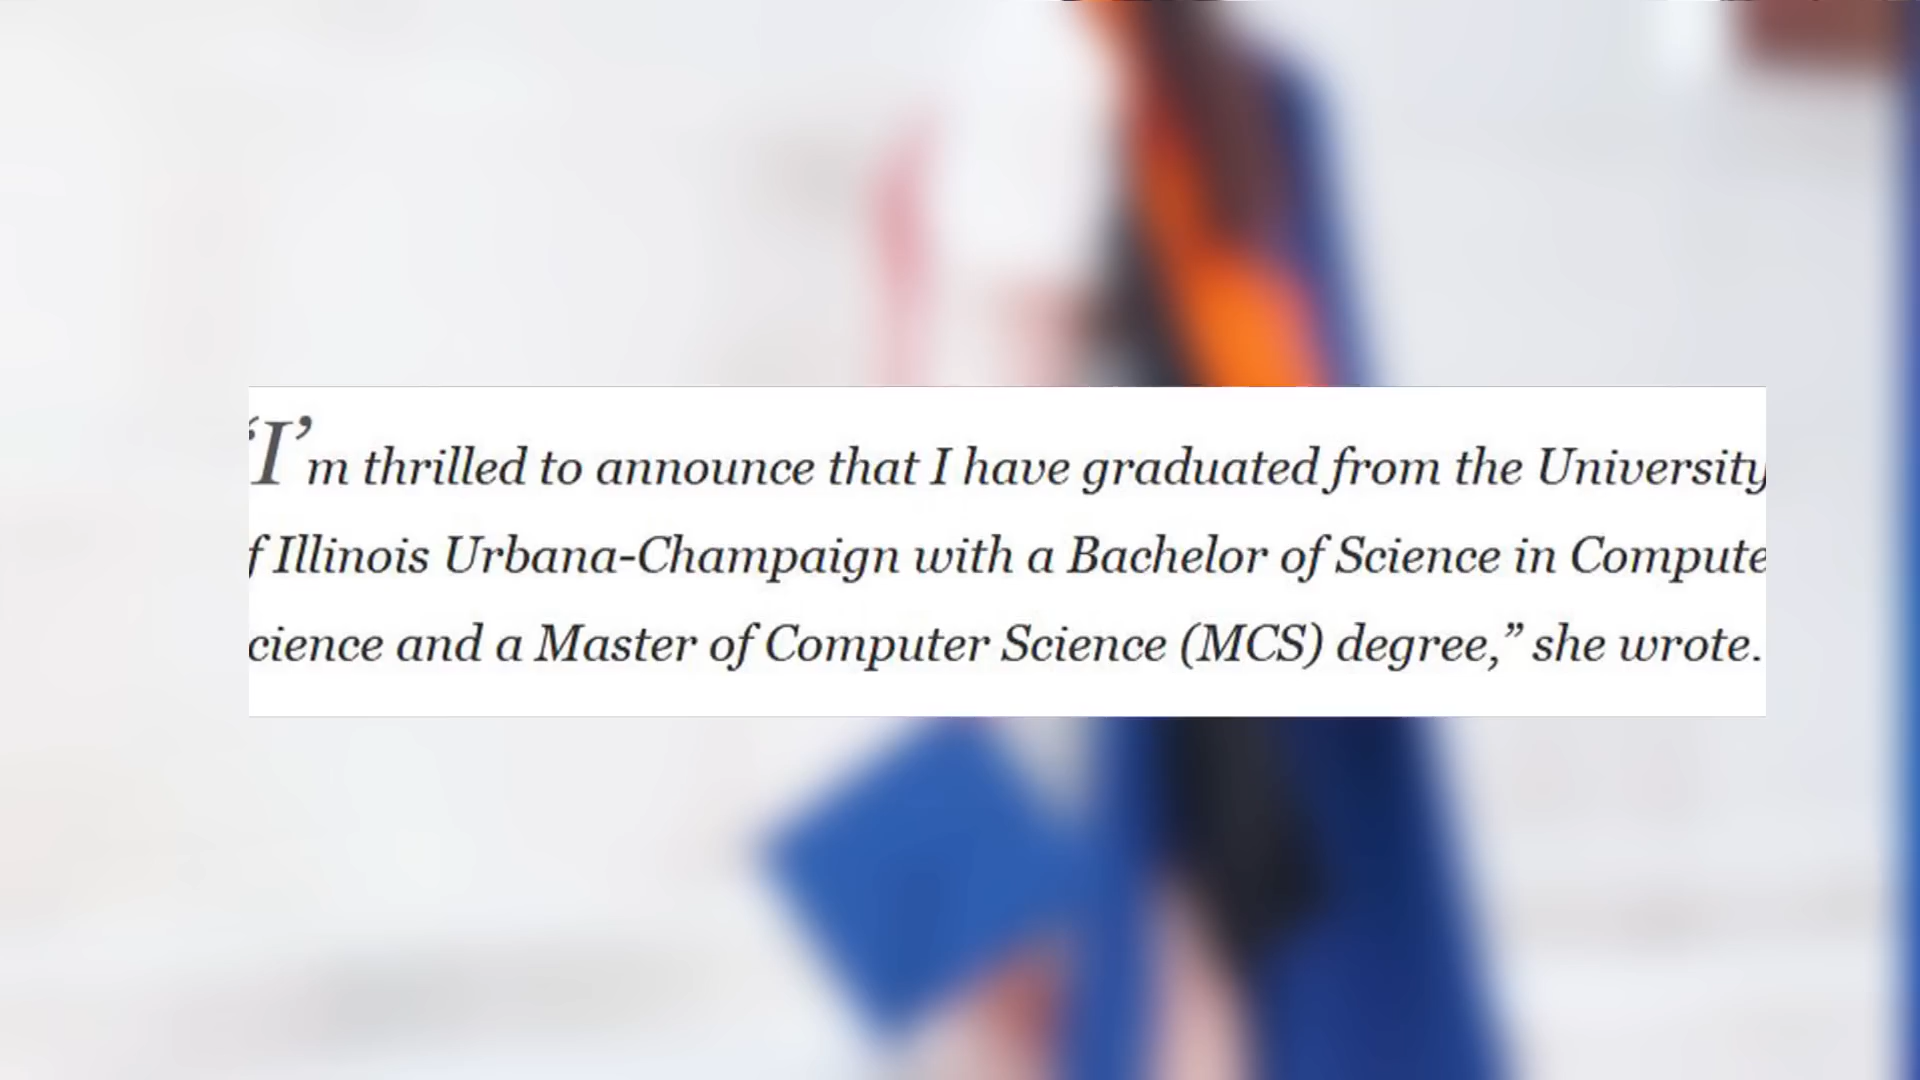 ‘I’m thrilled to announce that I have graduated from the University
f Illinois Urbana-Champaign with a Bachelor of Science in Compute
cience and a Master of Computer Science (MCS) degree,” she wrote.